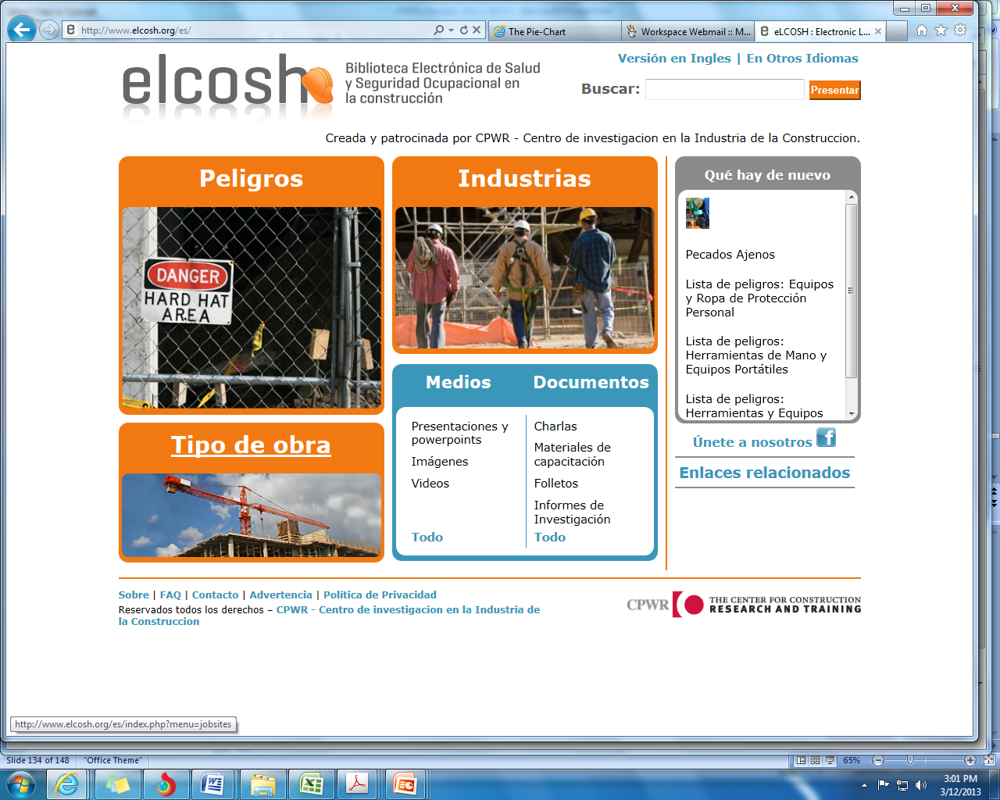 http://www.elcosh.org/es/
The Pie-Chart
Workspace Webmail :: M...
eLCOSH : Electronic L...
elcosh
Biblioteca Electrónica de Salud
y Seguridad Ocupacional en
la construcción
Versión en Ingles | En Otros Idiomas
Buscar:
Presentar
Creada y patrocinada por CPWR - Centro de investigacion en la Industria de la Construccion.
Peligros
DANGER
HARD HAT
AREA
Tipo de obra
Industrias
Medios
Presentaciones y
powerpoints
Imágenes
Videos
Todo
Documentos
Charlas
Materiales de
capacitación
Folletos
Informes de
Investigación
Todo
Qué hay de nuevo
Pecados Ajenos
Lista de peligros: Equipos
y Ropa de Protección
Personal
Lista de peligros:
Herramientas de Mano y
Equipos Portátiles
Lista de peligros:
Herramientas y Equipos
Únete a nosotros
Enlaces relacionados
Sobre | FAQ | Contacto | Advertencia | Política de Privacidad
Reservados todos los derechos – CPWR - Centro de investigacion en la Industria de
la Construccion
CPWR THE CENTER FOR CONSTRUCTION
RESEARCH AND TRAINING
http://www.elcosh.org/es/index.php?menu=jobsites
Slide 134 of 148
"Office Theme"
65%
3:01 PM
3/12/2013